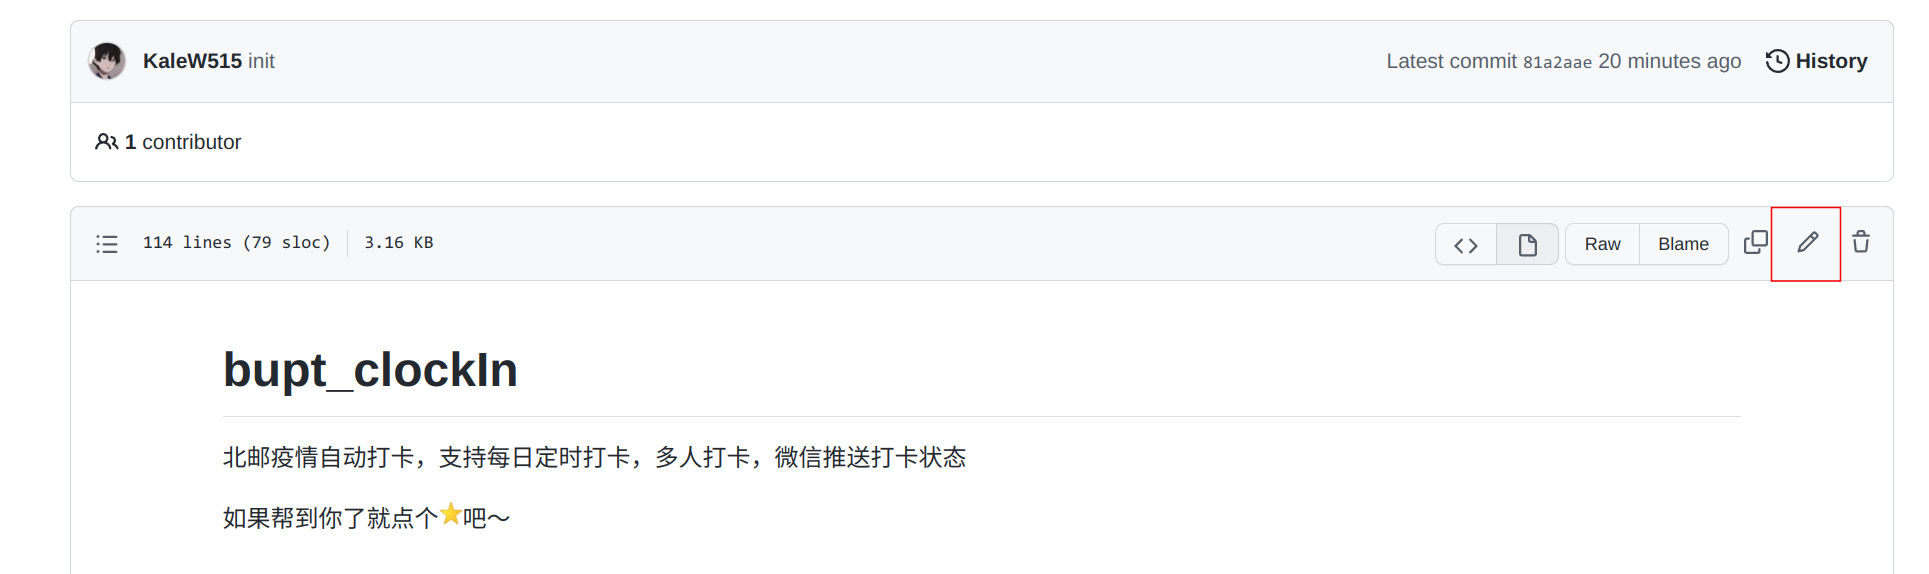 KaleW515 init
Latest commit 81a2aae 20 minutes ago
History
1 contributor
114 lines (79 sloc)
3.16 KB
Raw
Blame
bupt_clockIn
北邮疫情自动打卡，支持每日定时打卡，多人打卡，微信推送打卡状态
如果帮到你了就点个⭐吧～